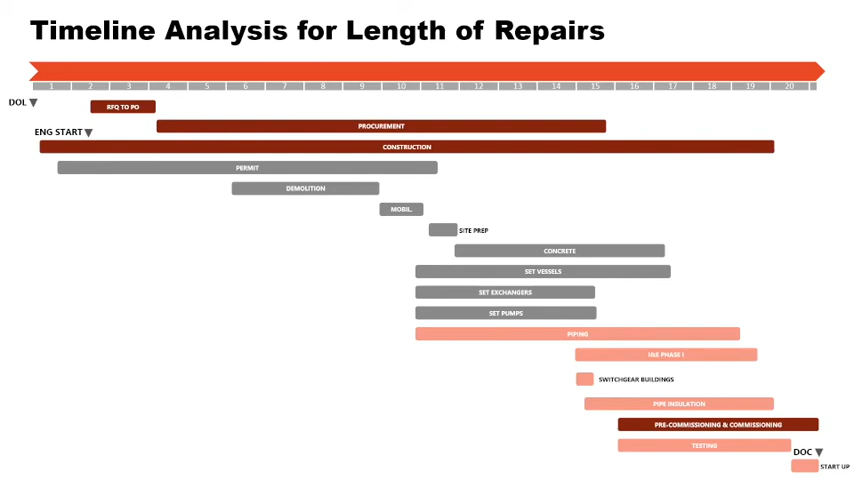 Timeline Analysis for Length of Repairs
1 2 3 4 5 6 7 8 9 10 11 12 13 14 15 16 17 18 19 20
DOL
RFQ TO PO
PROCUREMENT
ENG START
CONSTRUCTION
PERMIT
DEMOLITION
MOBIL.
SITE PREP
CONCRETE
SET VESSELS
SET EXCHANGERS
SET PUMPS
PIPING
I&E PHASE I
SWITCHGEAR BUILDINGS
PIPE INSULATION
PRE-COMMISSIONING & COMMISSIONING
TESTING
DOC
START UP